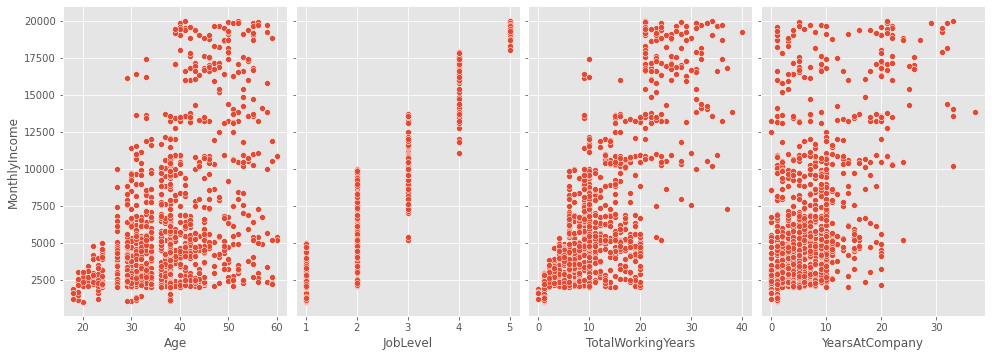 20000
17500
15000
12500
10000
7500
5000
2500
MonthlyIncome
20 30 40 50 60
Age
1 2 3 4 5
JobLevel
0 10 20 30 40
TotalWorkingYears
0 10 20 30
YearsAtCompany